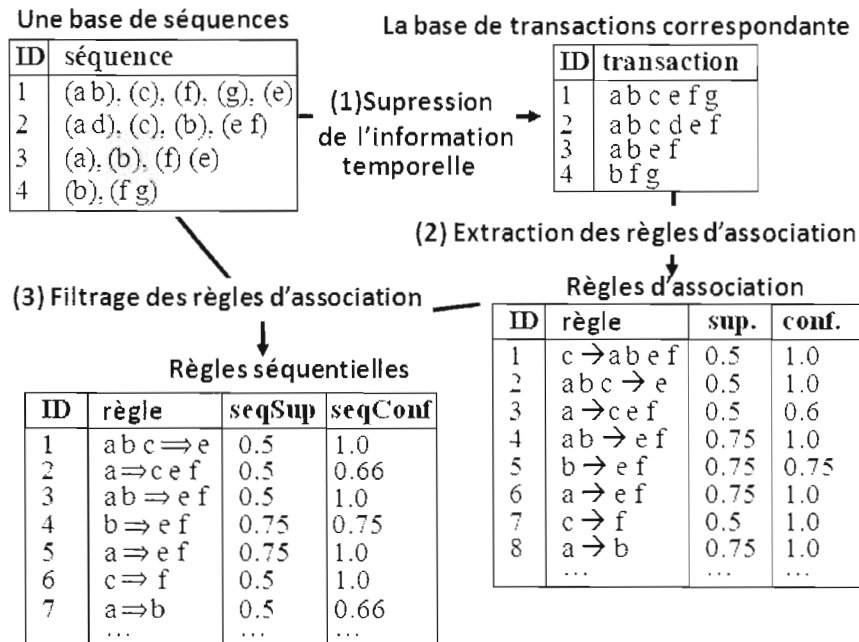 Une base de séquences
ID séquence
1 (a b), (c), (f), (g), (e)
2 (a d), (c), (b), (e f)
3 (a), (b), (f) (e)
4 (b), (f g)
(1)Supression
de l'information
temporelle
La base de transactions correspondante
ID transaction
1 a b c e f g
2 a b c d e f
3 a b e f
4 b f g
(2) Extraction des règles d'association
(3) Filtrage des règles d'association
Règles d'association
ID règle sup. conf.
1 c → a b e f 0.5 1.0
2 a b c → e 0.5 1.0
3 a → c e f 0.5 0.6
4 a b → e f 0.75 1.0
5 b → e f 0.75 0.75
6 a → e f 0.75 1.0
7 c → f 0.5 1.0
8 a → b 0.75 1.0
... ... ...
Règles séquentielles
ID règle seqSup seqConf
1 a b c ⇒ e 0.5 1.0
2 a ⇒ c e f 0.5 0.66
3 a b ⇒ e f 0.5 1.0
4 b ⇒ e f 0.75 0.75
5 a ⇒ e f 0.75 1.0
6 c ⇒ f 0.5 1.0
7 a ⇒ b 0.5 0.66
... ... ...